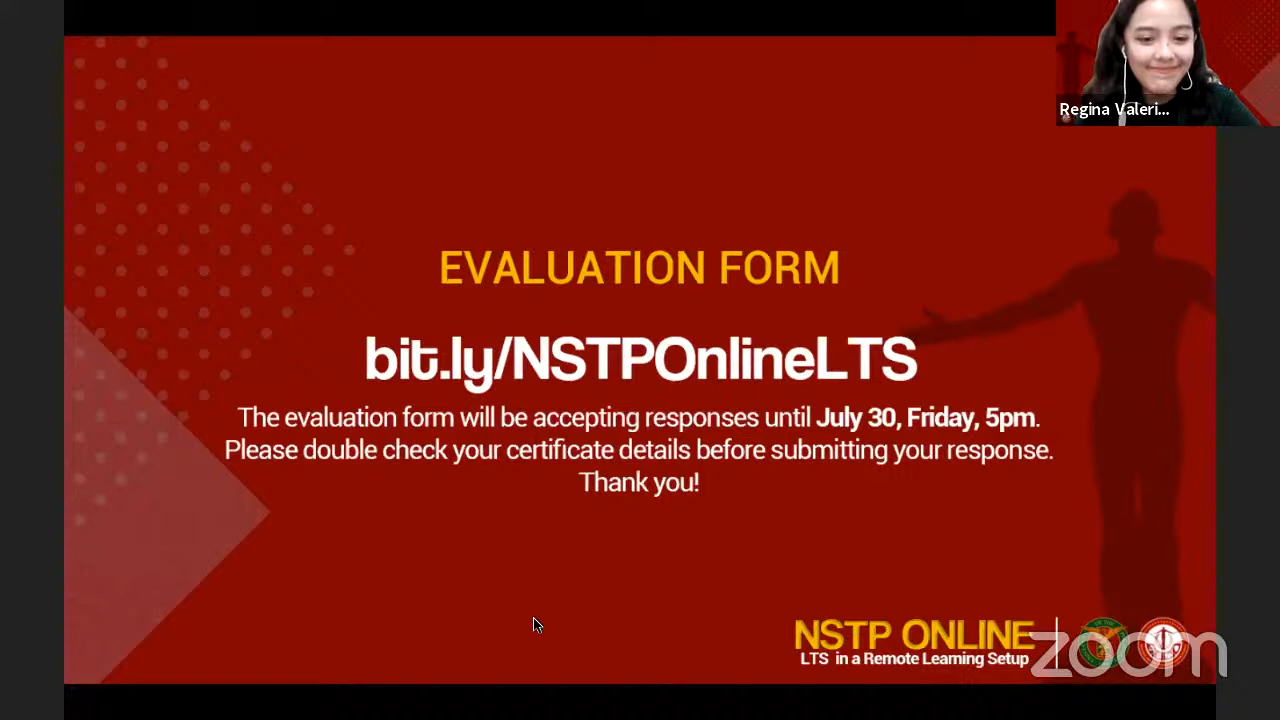 Regina Valeri...
EVALUATION FORM
bit.ly/NSTPOnlineLTS
The evaluation form will be accepting responses until July 30, Friday, 5pm.
Please double check your certificate details before submitting your response.
Thank you!
NSTP ONLINE
LTS in a Remote Learning Setup
zoom